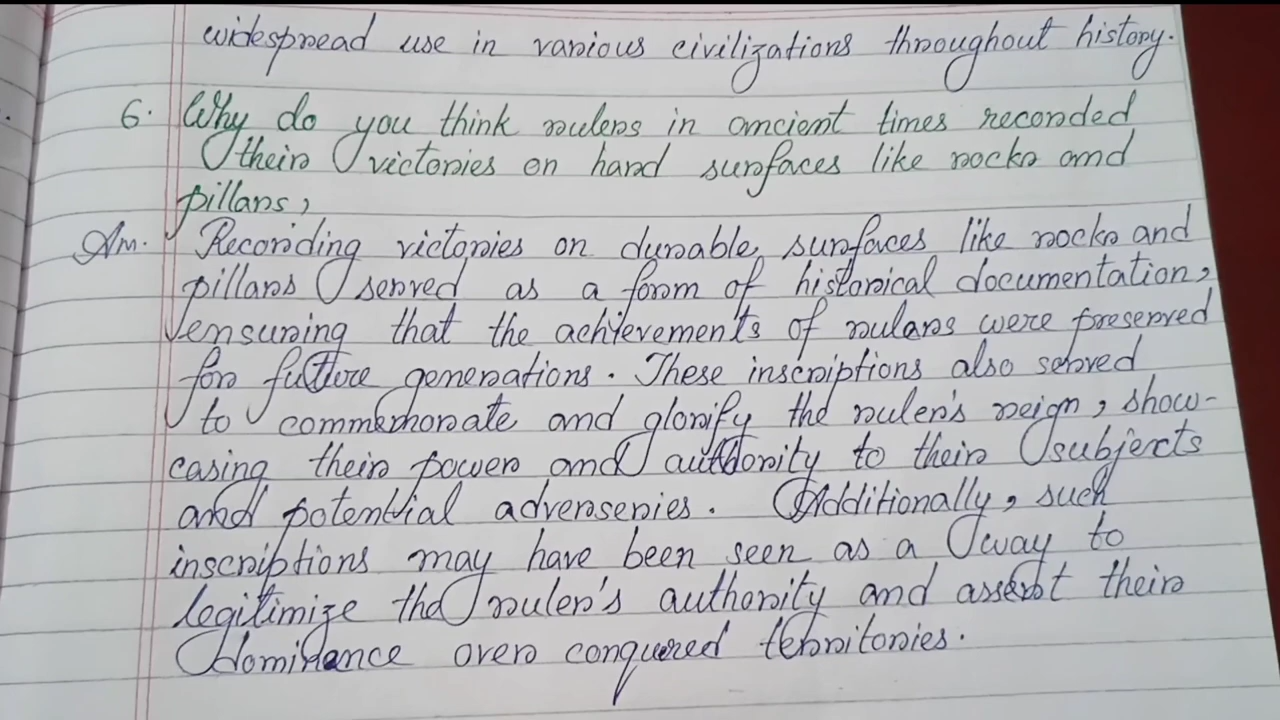 widespread use in various civilizations throughout history.
6. Why do you think rulers in ancient times recorded
their victories on hard surfaces like rocks and
pillars,
Ans. Recording victories on durable surfaces like rocks and
pillars served as a form of historical documentation,
ensuring that the achievements of rulars were preserved
for future generations. These inscriptions also served
to commemorate and glorify the ruler's reign, show-
casing their power and authority to their subjects
and potential adverseries. Additionally, such
inscriptions may have been seen as a way to
legitimize the ruler's authority and assert their
dominence over conquered territories.